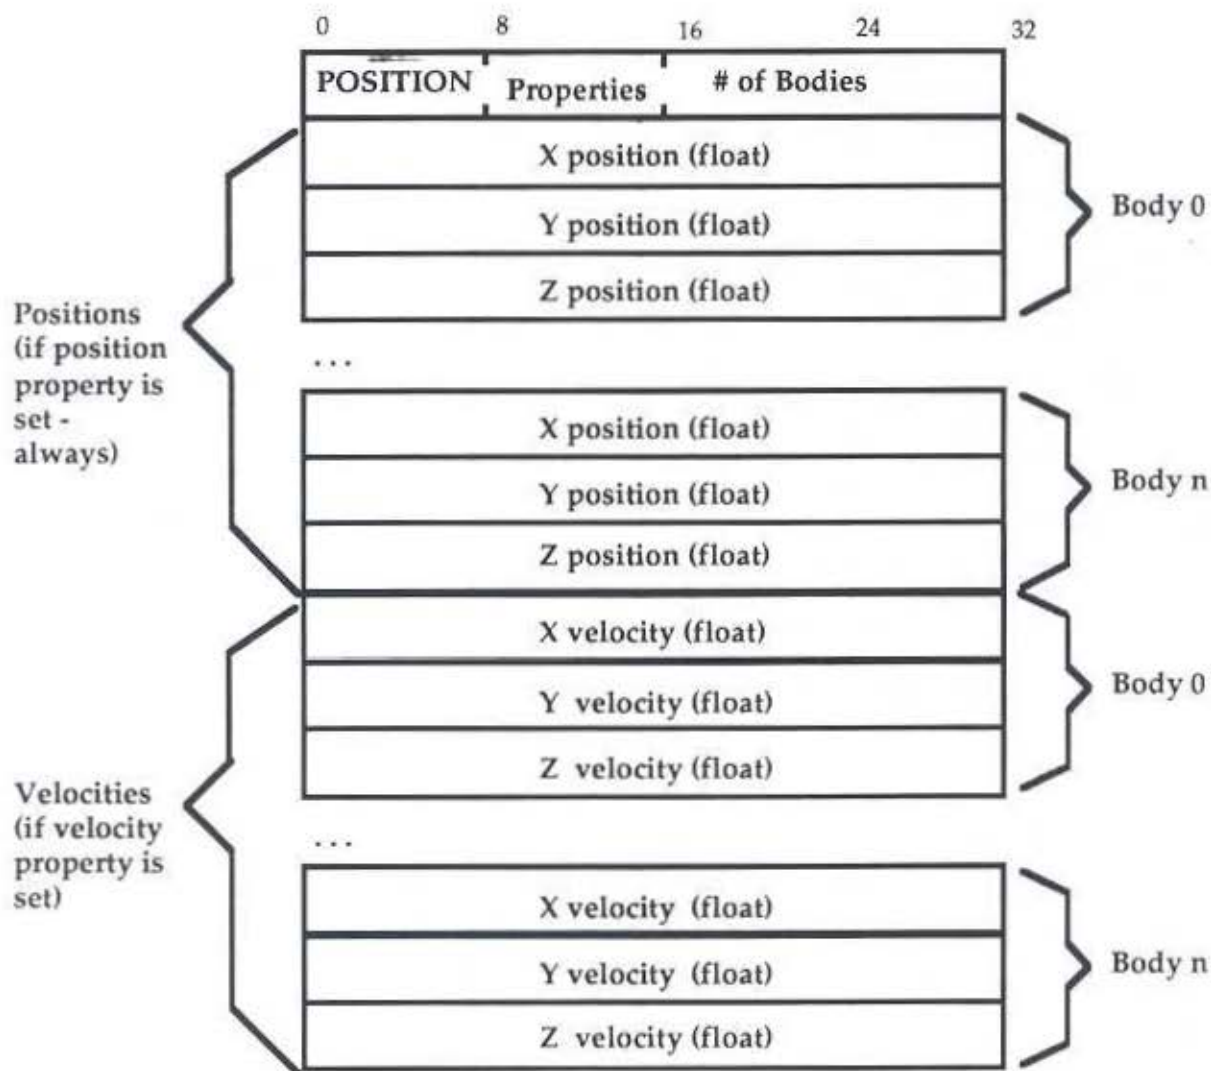 0 8 16 24 32
POSITION Properties # of Bodies
X position (float)
Y position (float)
Z position (float)
Body 0
Positions
(if position
property is
set -
always)
...
X position (float)
Y position (float)
Z position (float)
Body n
X velocity (float)
Y velocity (float)
Z velocity (float)
Body 0
Velocities
(if velocity
property is
set)
...
X velocity (float)
Y velocity (float)
Z velocity (float)
Body n